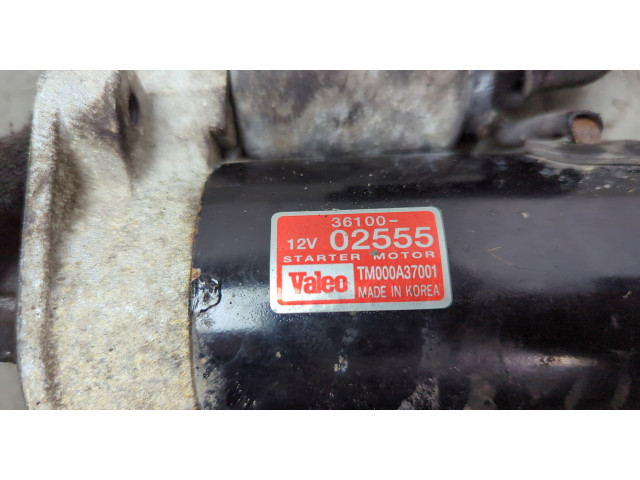 36100-
12V 02555
STARTER MOTOR
Valeo TM000A37001
MADE IN KOREA